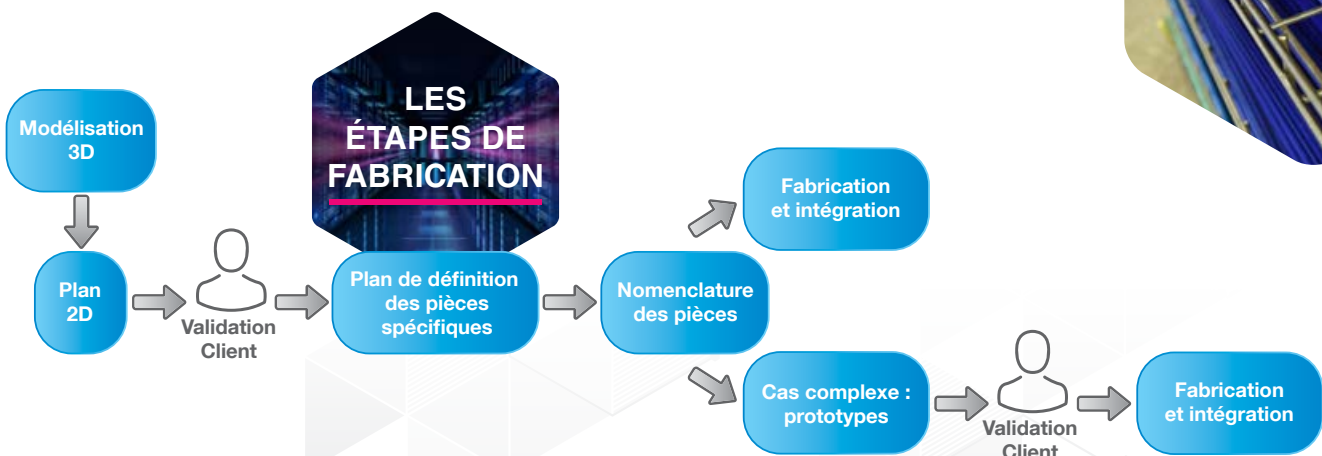 LES
ÉTAPES DE
FABRICATION
Modélisation
3D
Plan
2D
Validation
Client
Plan de définition
des pièces
spécifiques
Nomenclature
des pièces
Fabrication
et intégration
Cas complexe :
prototypes
Validation
Client
Fabrication
et intégration